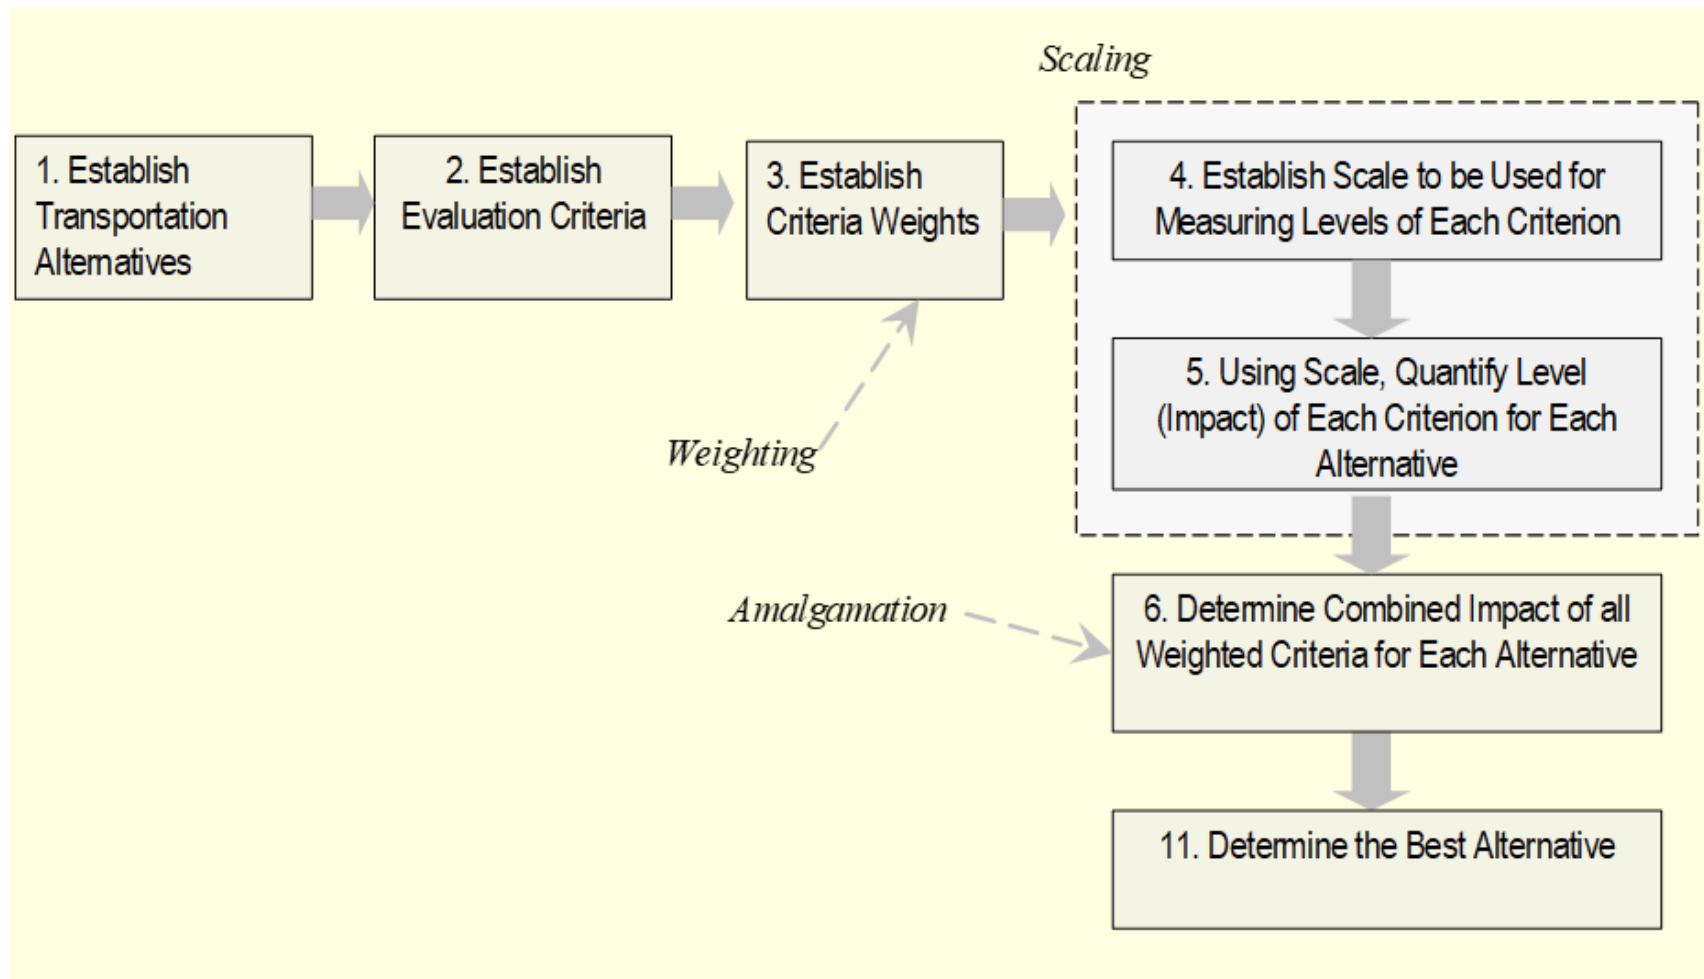 Scaling
1. Establish
Transportation
Alternatives
2. Establish
Evaluation Criteria
3. Establish
Criteria Weights
4. Establish Scale to be Used for
Measuring Levels of Each Criterion
5. Using Scale, Quantify Level
(Impact) of Each Criterion for Each
Alternative
Weighting
Amalgamation
6. Determine Combined Impact of all
Weighted Criteria for Each Alternative
11. Determine the Best Alternative